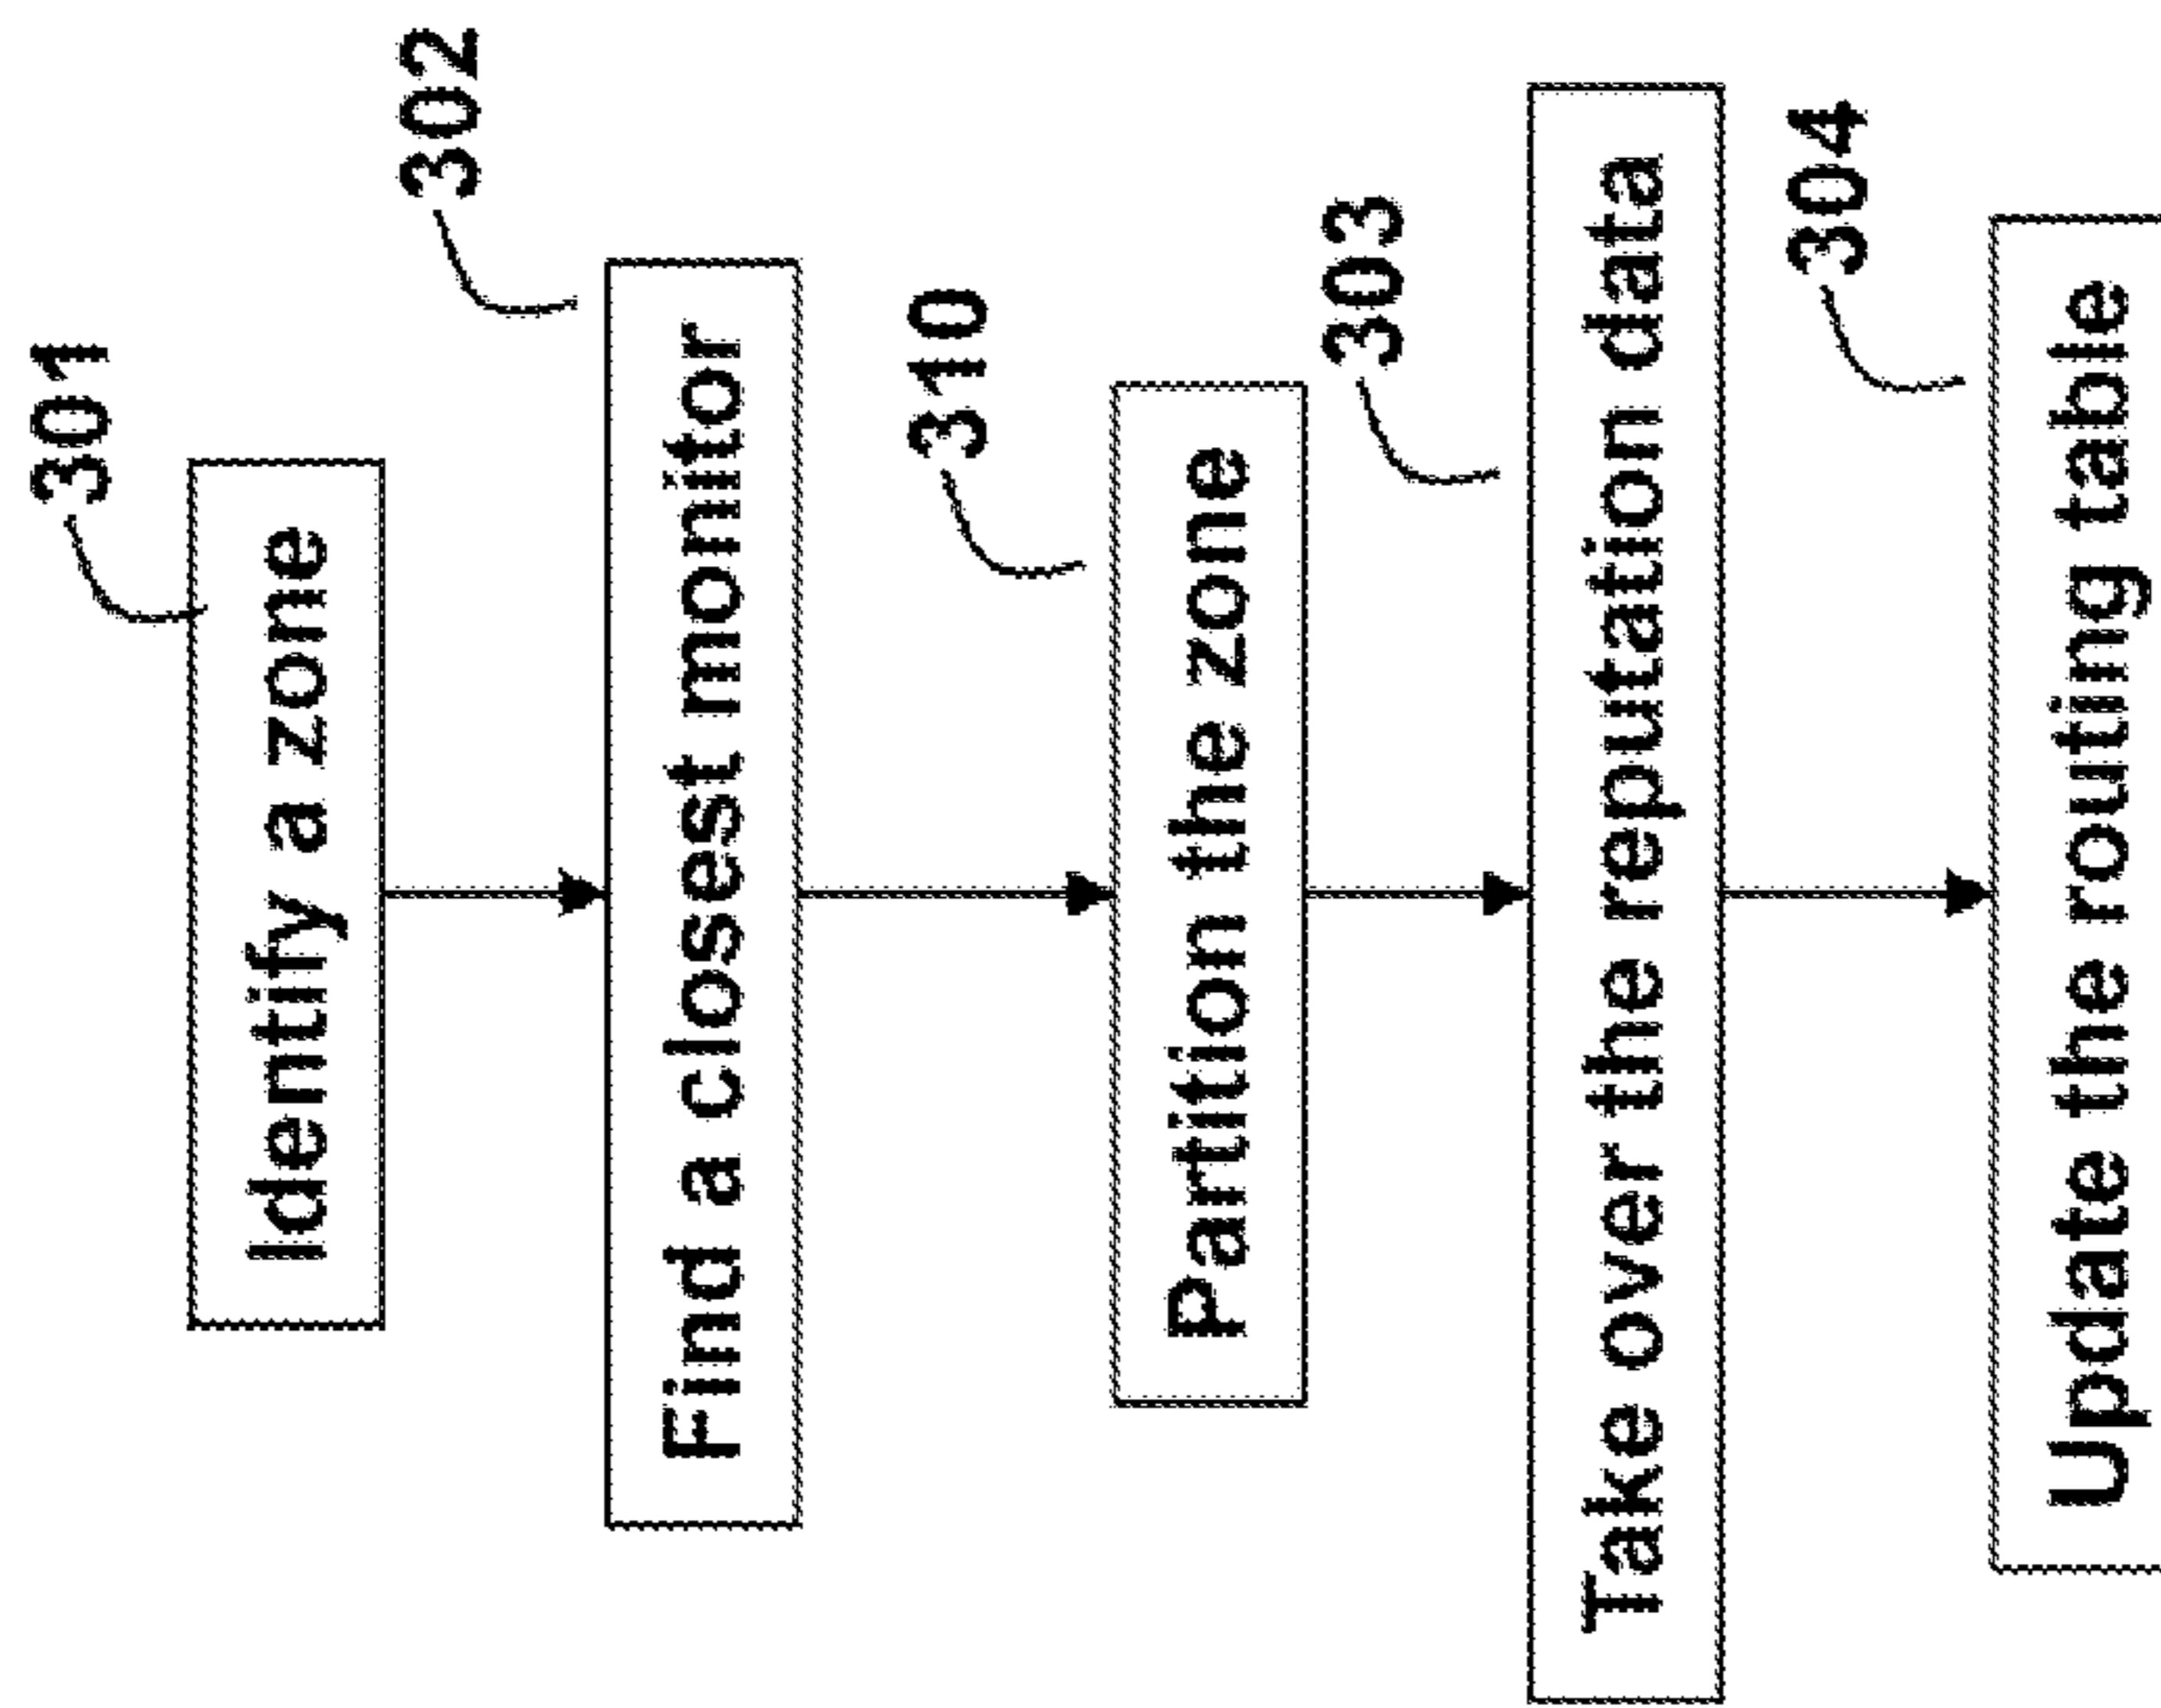 301
Identify a zone
302
Find a closest monitor
310
Partition the zone
303
Take over the reputation data
304
Update the routing table